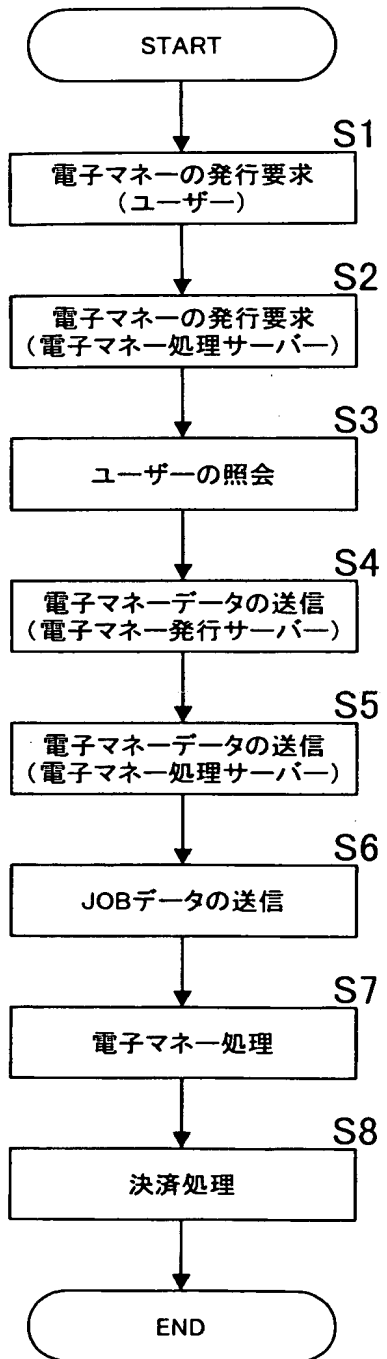 START
S1
電子マネーの発行要求
(ユーザー)
S2
電子マネーの発行要求
(電子マネー処理サーバー)
S3
ユーザーの照会
S4
電子マネーデータの送信
(電子マネー発行サーバー)
S5
電子マネーデータの送信
(電子マネー処理サーバー)
S6
JOBデータの送信
S7
電子マネー処理
S8
決済処理
END